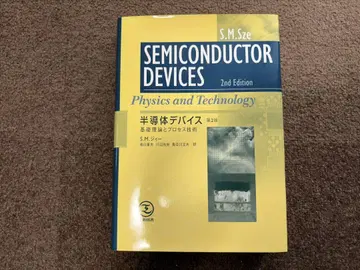 S.M.Sze
SEMICONDUCTOR
DEVICES
2nd Edition
Physics and Technology
半導体デバイス 第2版
基礎理論とプロセス技術
S.M.ジィー